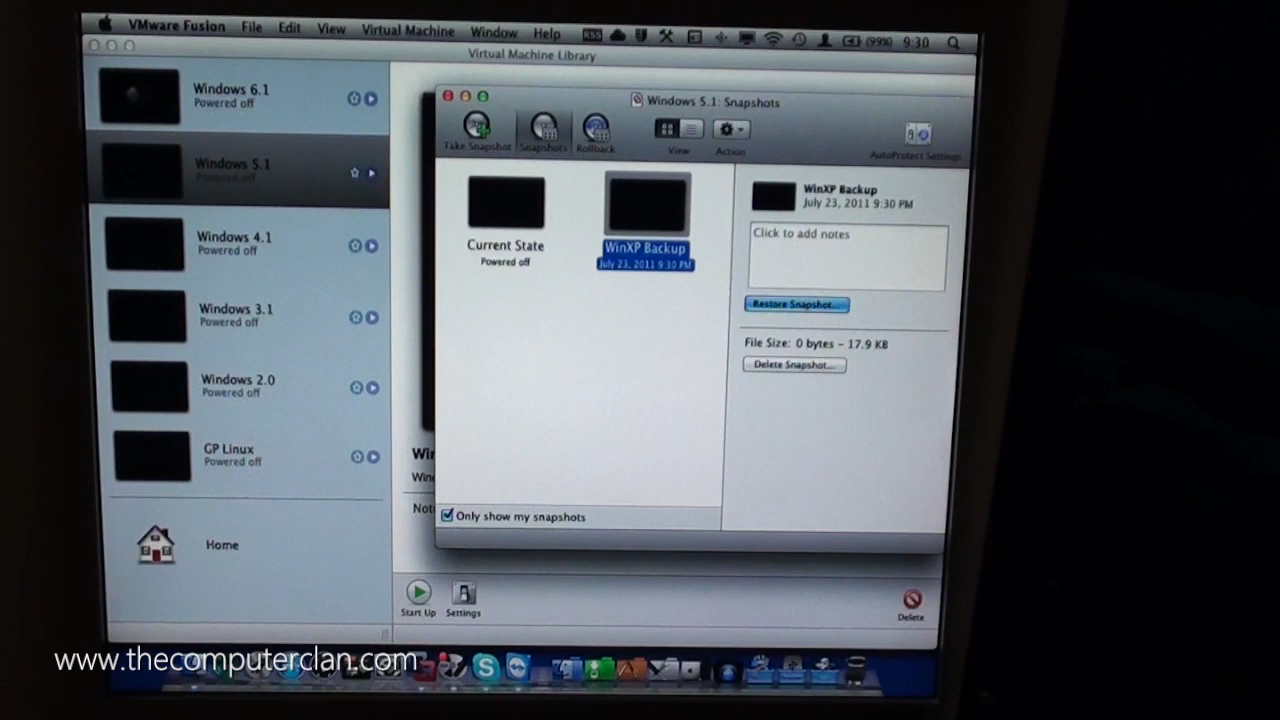 VMware Fusion File Edit View Virtual Machine Window Help RSS (99%) 9:30
Virtual Machine Library
Windows 6.1
Powered off
Windows 5.1
Powered off
Windows 4.1
Powered off
Windows 3.1
Powered off
Windows 2.0
Powered off
GP Linux
Powered off
Home
Windows 5.1: Snapshots
Take Snapshot Snapshots Rollback View Action AutoProtect Settings
Current State
Powered off
WinXP Backup
July 23, 2011 9:30 PM
WinXP Backup
July 23, 2011 9:30 PM
Click to add notes
Restore Snapshot...
File Size: 0 bytes - 17.9 KB
Delete Snapshot...
Only show my snapshots
Start Up Settings Delete
www.thecomputerclan.com